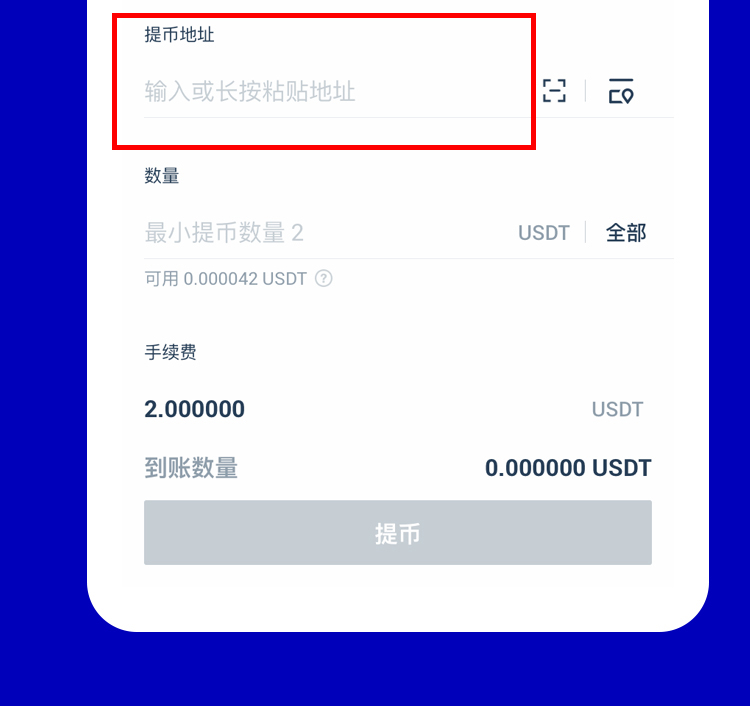 提币地址
输入或长按粘贴地址
数量
最小提币数量 2 USDT 全部
可用 0.000042 USDT ?
手续费
2.000000 USDT
到账数量 0.000000 USDT
提币